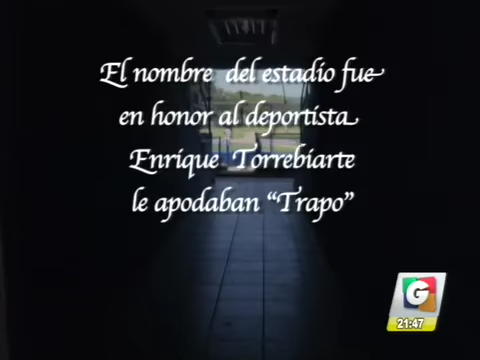 El nombre del estadio fue
en honor al deportista
Enrique Torrebiarte
le apodaban “Trapo”
G
21:47